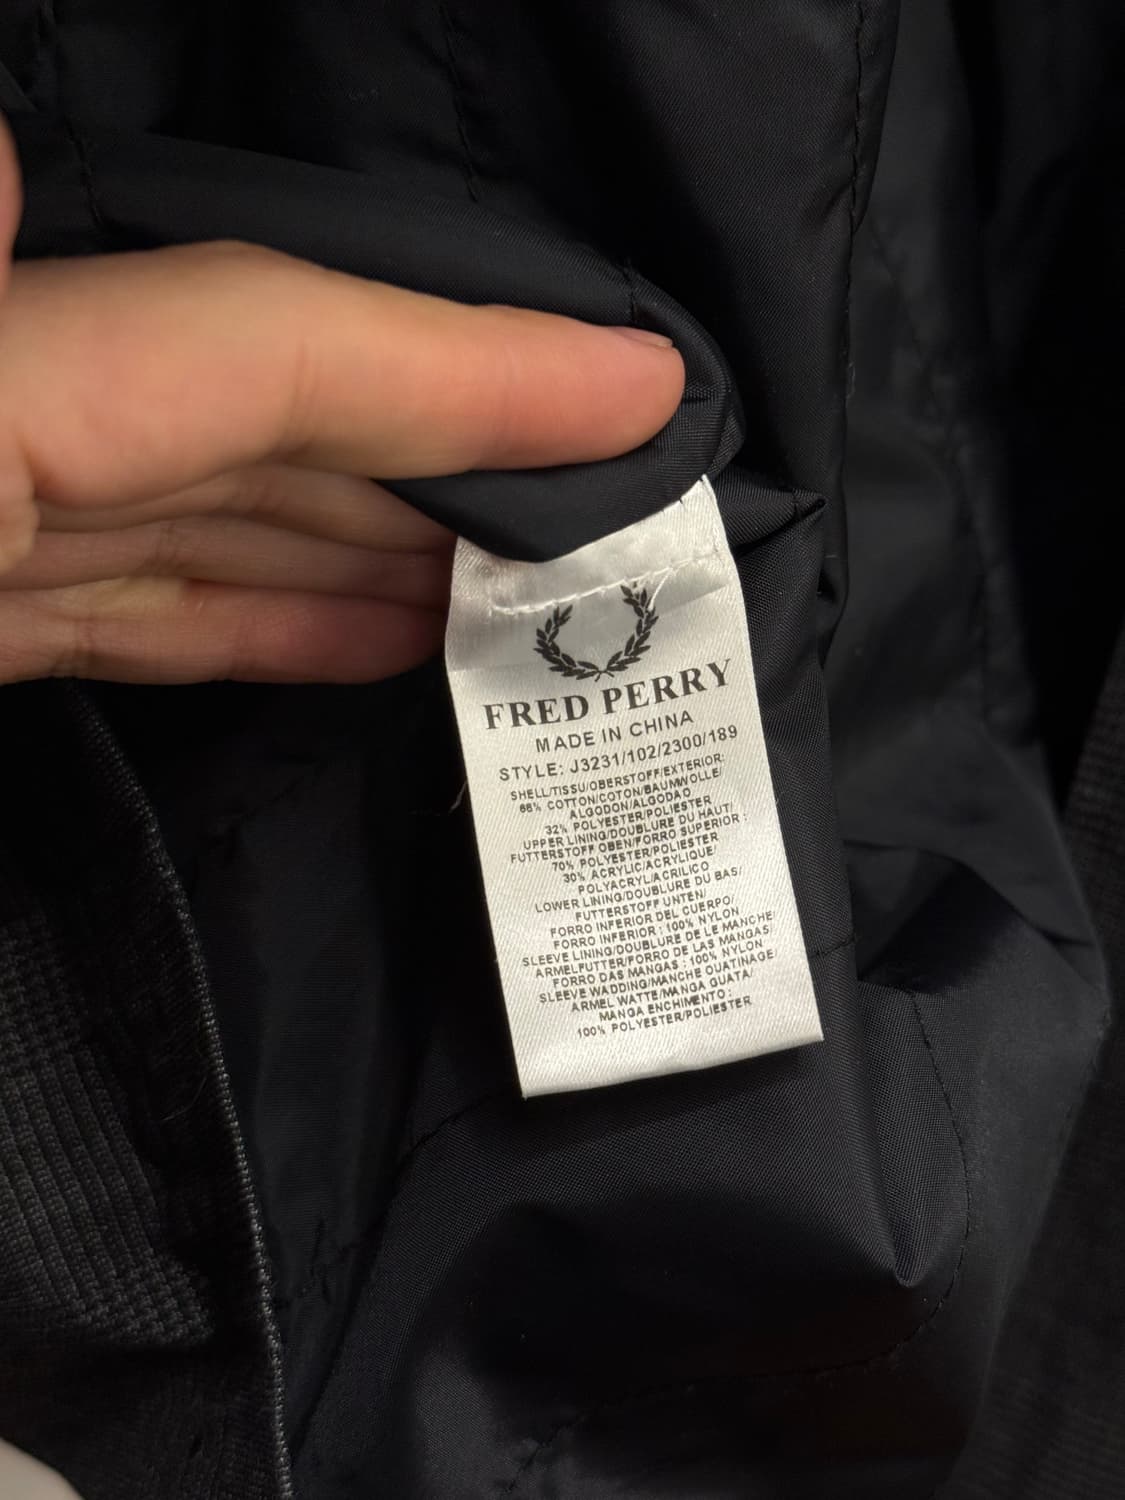 FRED PERRY
MADE IN CHINA
STYLE: J3231/102/2300/189
SHELL/TISSU/OBERSTOFF/EXTERIOR:
68% COTTON/COTON/BAUMWOLLE/
ALGODON/ALGODAO
32% POLYESTER/POLIESTER
UPPER LINING/DOUBLURE DU HAUT/
FUTTERSTOFF OBEN/FORRO SUPERIOR :
70% POLYESTER/POLIESTER
30% ACRYLIC/ACRYLIQUE/
POLYACRYL/ACRILICO
LOWER LINING/DOUBLURE DU BAS/
FUTTERSTOFF UNTEN/
FORRO INFERIOR DEL CUERPO/
FORRO INFERIOR : 100% NYLON
SLEEVE LINING/DOUBLURE DE LE MANCHE/
ARMELFUTTER/FORRO DE LAS MANGAS/
FORRO DAS MANGAS : 100% NYLON
SLEEVE WADDING/MANCHE OUATINAGE/
ARMEL WATTE/MANGA GUATA/
MANGA ENCHIMENTO :
100% POLYESTER/POLIESTER